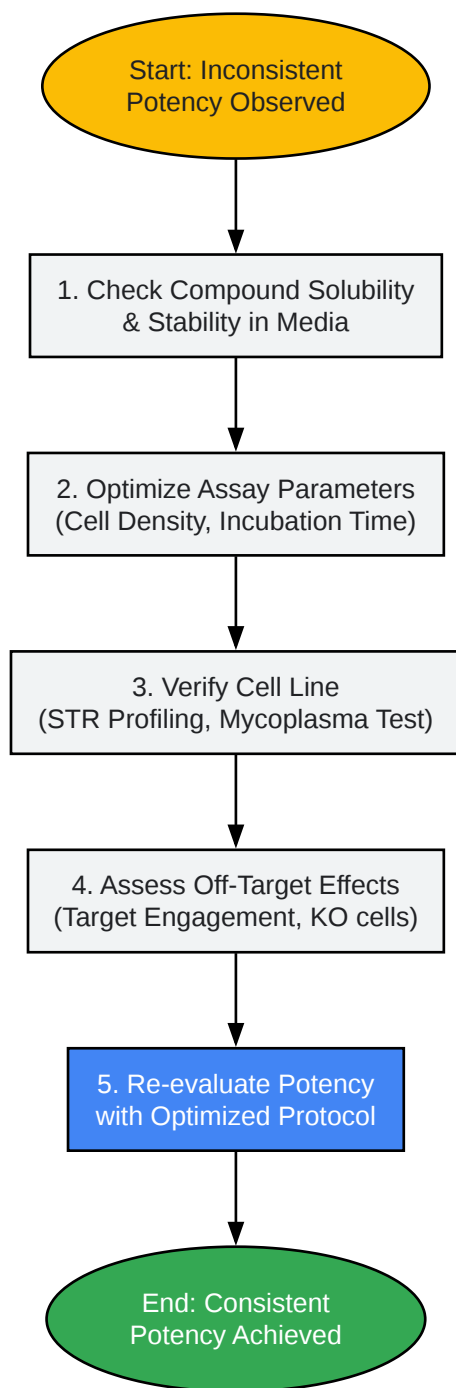 Start: Inconsistent
Potency Observed
1. Check Compound Solubility
& Stability in Media
2. Optimize Assay Parameters
(Cell Density, Incubation Time)
3. Verify Cell Line
(STR Profiling, Mycoplasma Test)
4. Assess Off-Target Effects
(Target Engagement, KO cells)
5. Re-evaluate Potency
with Optimized Protocol
End: Consistent
Potency Achieved